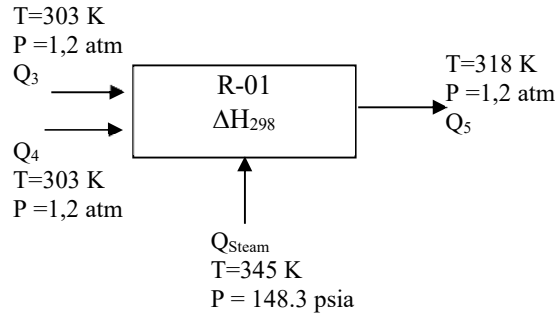 T=303 K
P =1,2 atm
Q₃
R-01
ΔH₂₉₈
T=318 K
P =1,2 atm
Q₅
Q₄
T=303 K
P =1,2 atm
Q_Steam
T=345 K
P = 148.3 psia